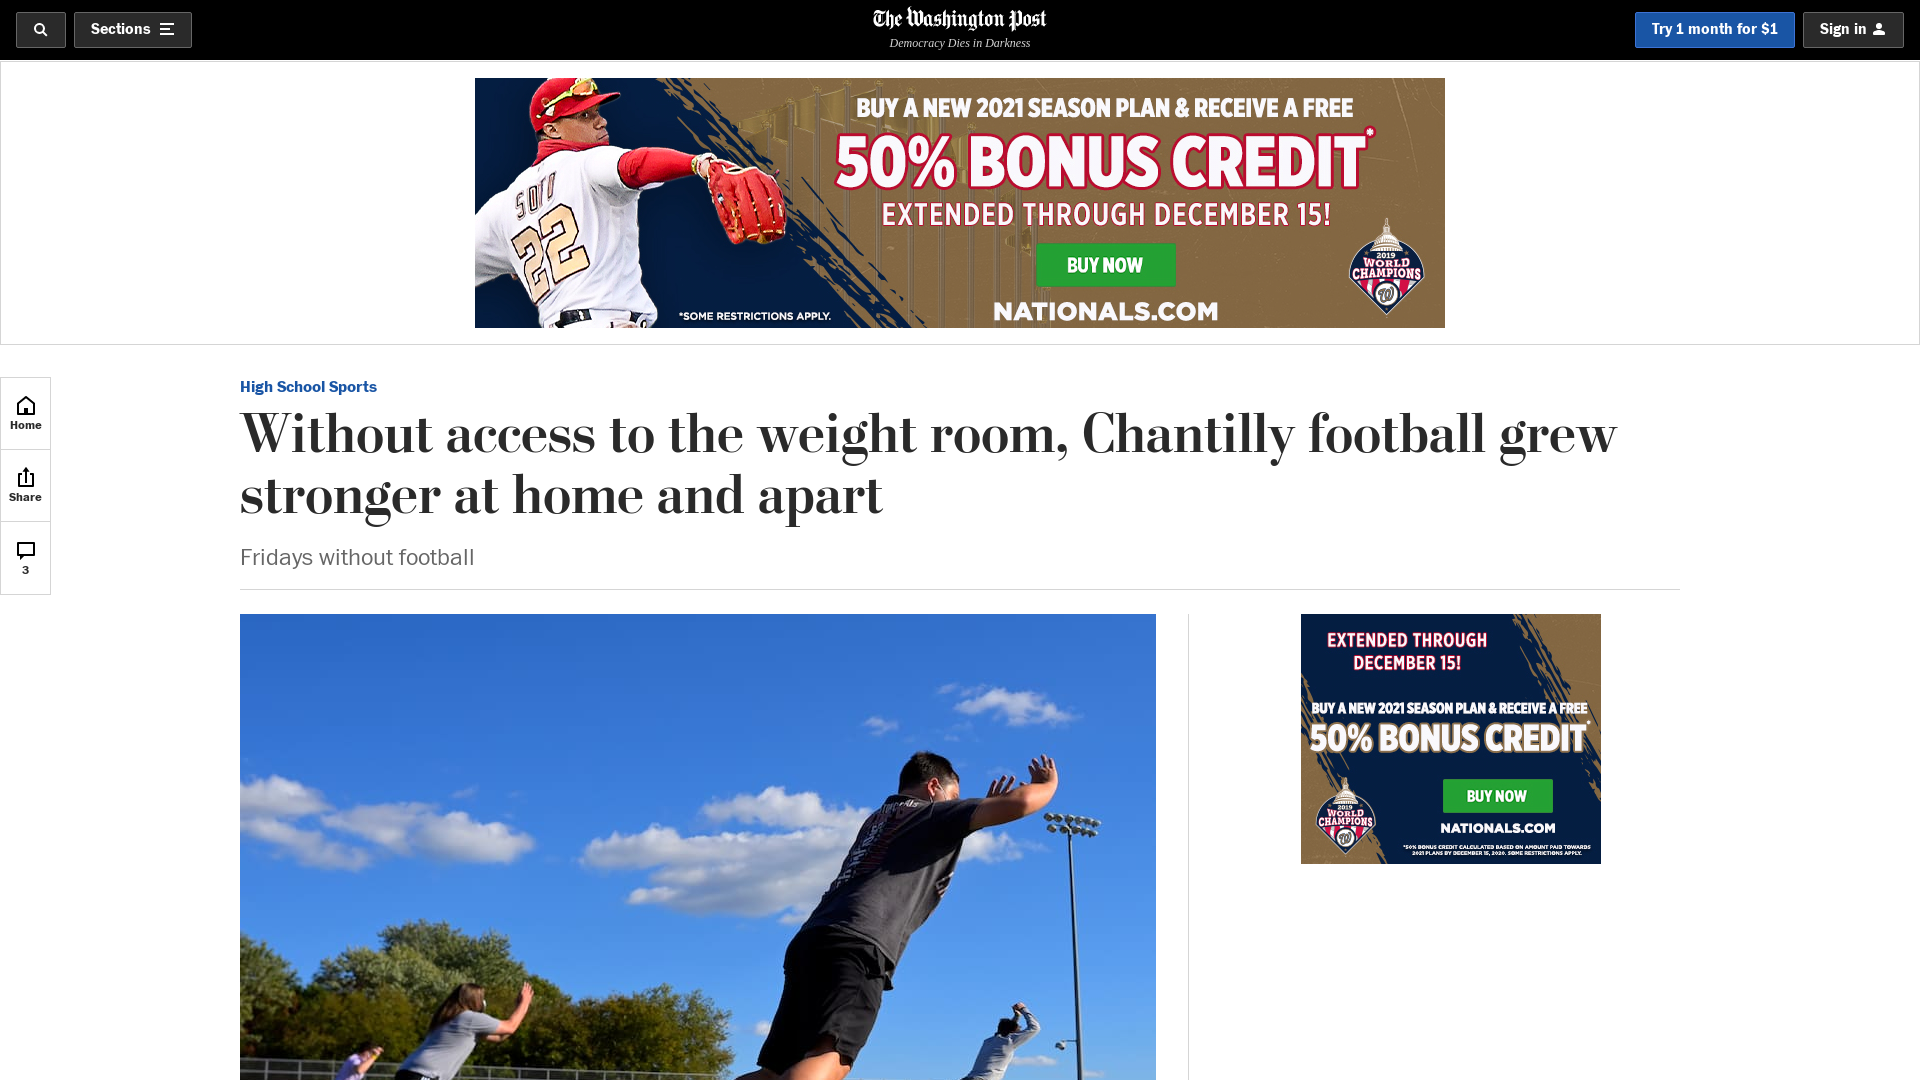 Sections
The Washington Post
Democracy Dies in Darkness
Try 1 month for $1
Sign in
BUY A NEW 2021 SEASON PLAN & RECEIVE A FREE
50% BONUS CREDIT*
EXTENDED THROUGH DECEMBER 15!
BUY NOW
NATIONALS.COM
*SOME RESTRICTIONS APPLY.
SOTO
22
2019
WORLD
CHAMPIONS
W
Home
Share
3
High School Sports
Without access to the weight room, Chantilly football grew
stronger at home and apart
Fridays without football
EXTENDED THROUGH
DECEMBER 15!
BUY A NEW 2021 SEASON PLAN & RECEIVE A FREE
50% BONUS CREDIT*
BUY NOW
2019
WORLD
CHAMPIONS
W
NATIONALS.COM
*50% BONUS CREDIT CALCULATED BASED ON AMOUNT PAID TOWARDS
2021 PLANS BY DECEMBER 15, 2020. SOME RESTRICTIONS APPLY.